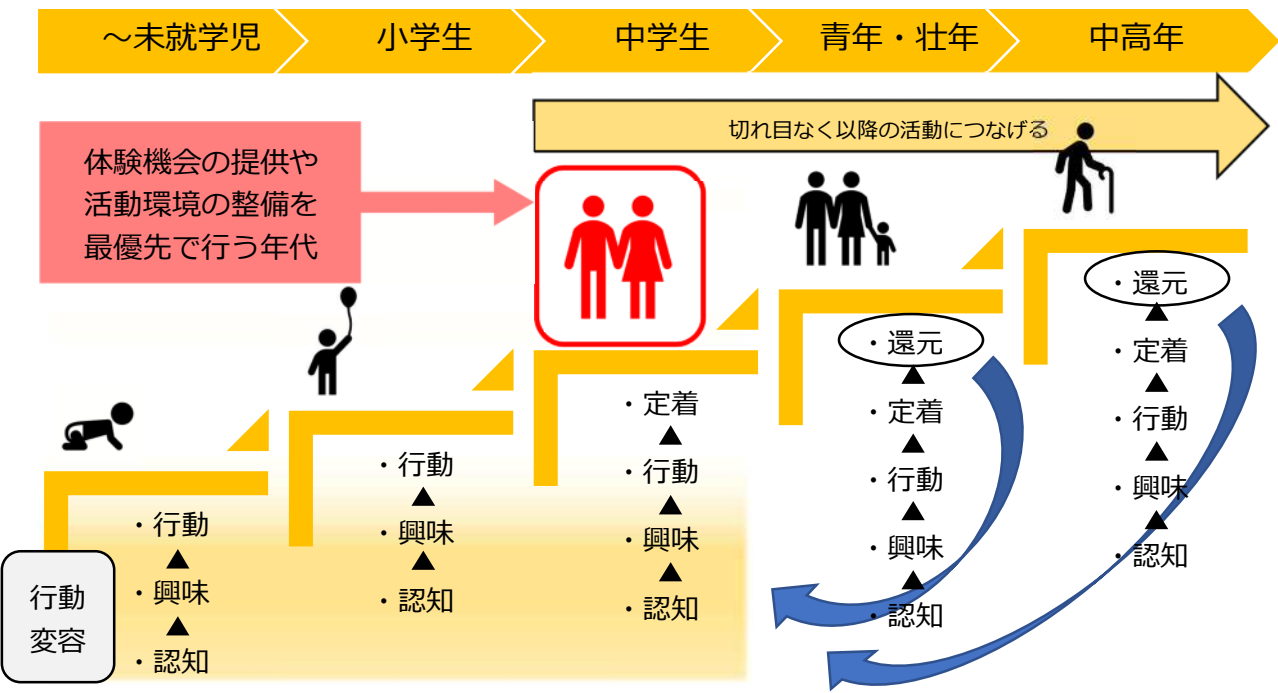 ～未就学児
小学生
中学生
青年・壮年
中高年
切れ目なく以降の活動につなげる
体験機会の提供や
活動環境の整備を
最優先で行う年代
行動
変容
・行動
▲
・興味
▲
・認知
・行動
▲
・興味
▲
・認知
・定着
▲
・行動
▲
・興味
▲
・認知
・還元
▲
・定着
▲
・行動
▲
・興味
▲
・認知
・還元
▲
・定着
▲
・行動
▲
・興味
▲
・認知